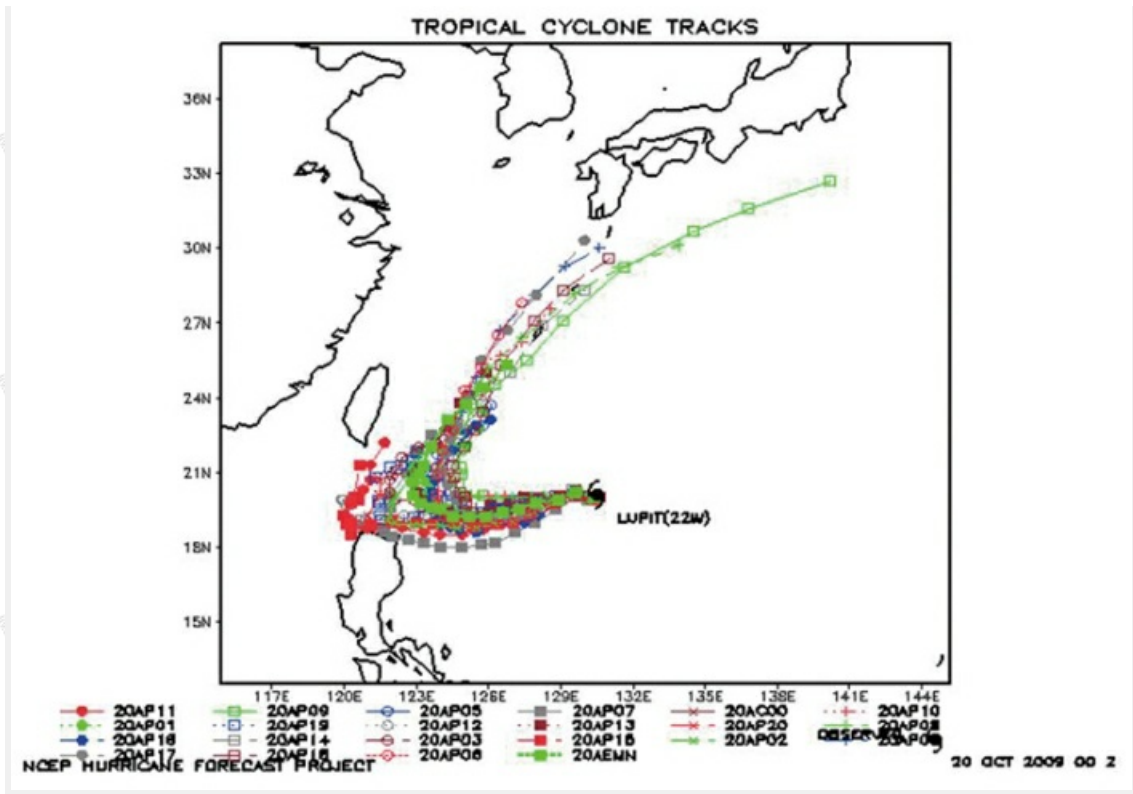 TROPICAL CYCLONE TRACKS
36N
33N
30N
27N
24N
21N
18N
15N
LUPIT(22W)
117E 120E 123E 126E 129E 132E 135E 138E 141E 144E
20AP11 20AP09 20AP05 20AP07 20AC00 20AP10
20AP01 20AP19 20AP12 20AP13 20AP20
20AP16 20AP14 20AP03 20AP15 20AP02 OBSERVED
20AP17 20AP06 20AEMN
NCEP HURRICANE FORECAST PROJECT
20 OCT 2009 00 Z